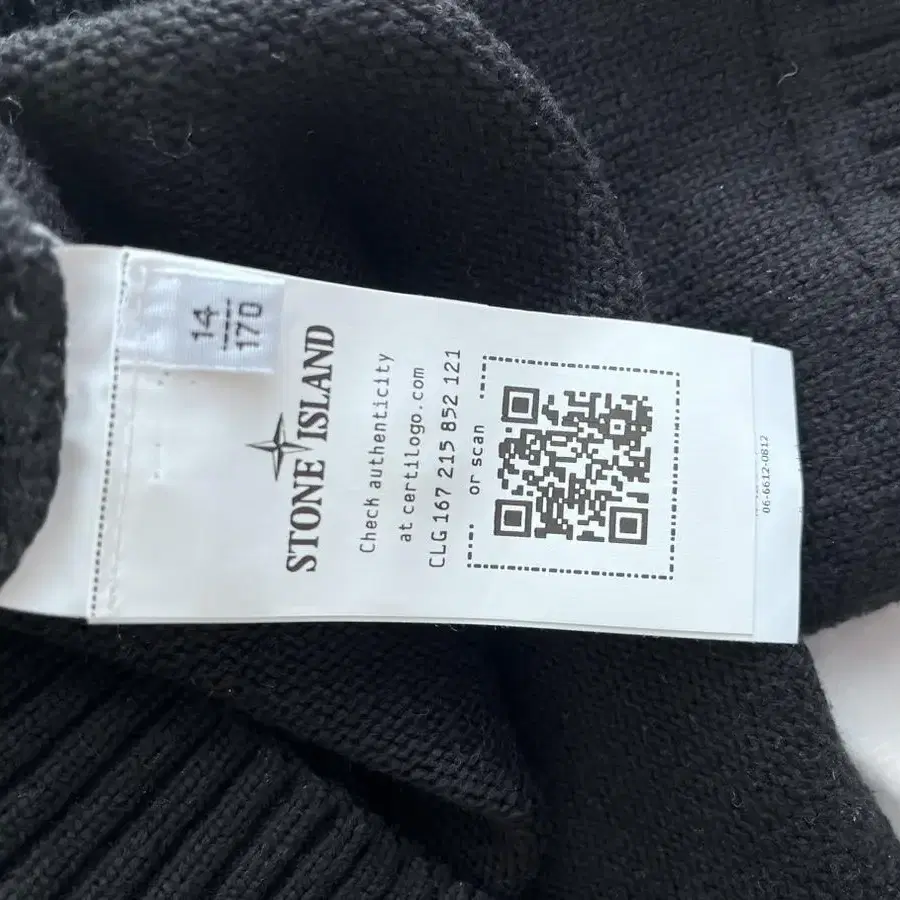 14
170
STONE ISLAND
Check authenticity
at certilogo.com
CLG 167 215 852 121
or scan
06-6612-0812